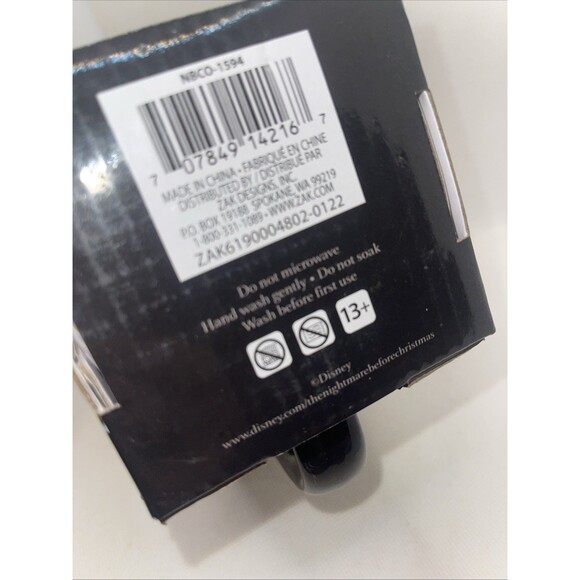 NBCO-1594
7 07849 14216 7
MADE IN CHINA • FABRIQUÉ EN CHINE
DISTRIBUTED BY / DISTRIBUÉ PAR
ZAK DESIGNS, INC.
P.O. BOX 19188 SPOKANE, WA 99219
1-800-331-1089 • WWW.ZAK.COM
ZAK6190004802-0122
Do not microwave
Hand wash gently • Do not soak
Wash before first use
13+
©Disney
www.disney.com/thenightmarebeforechristmas